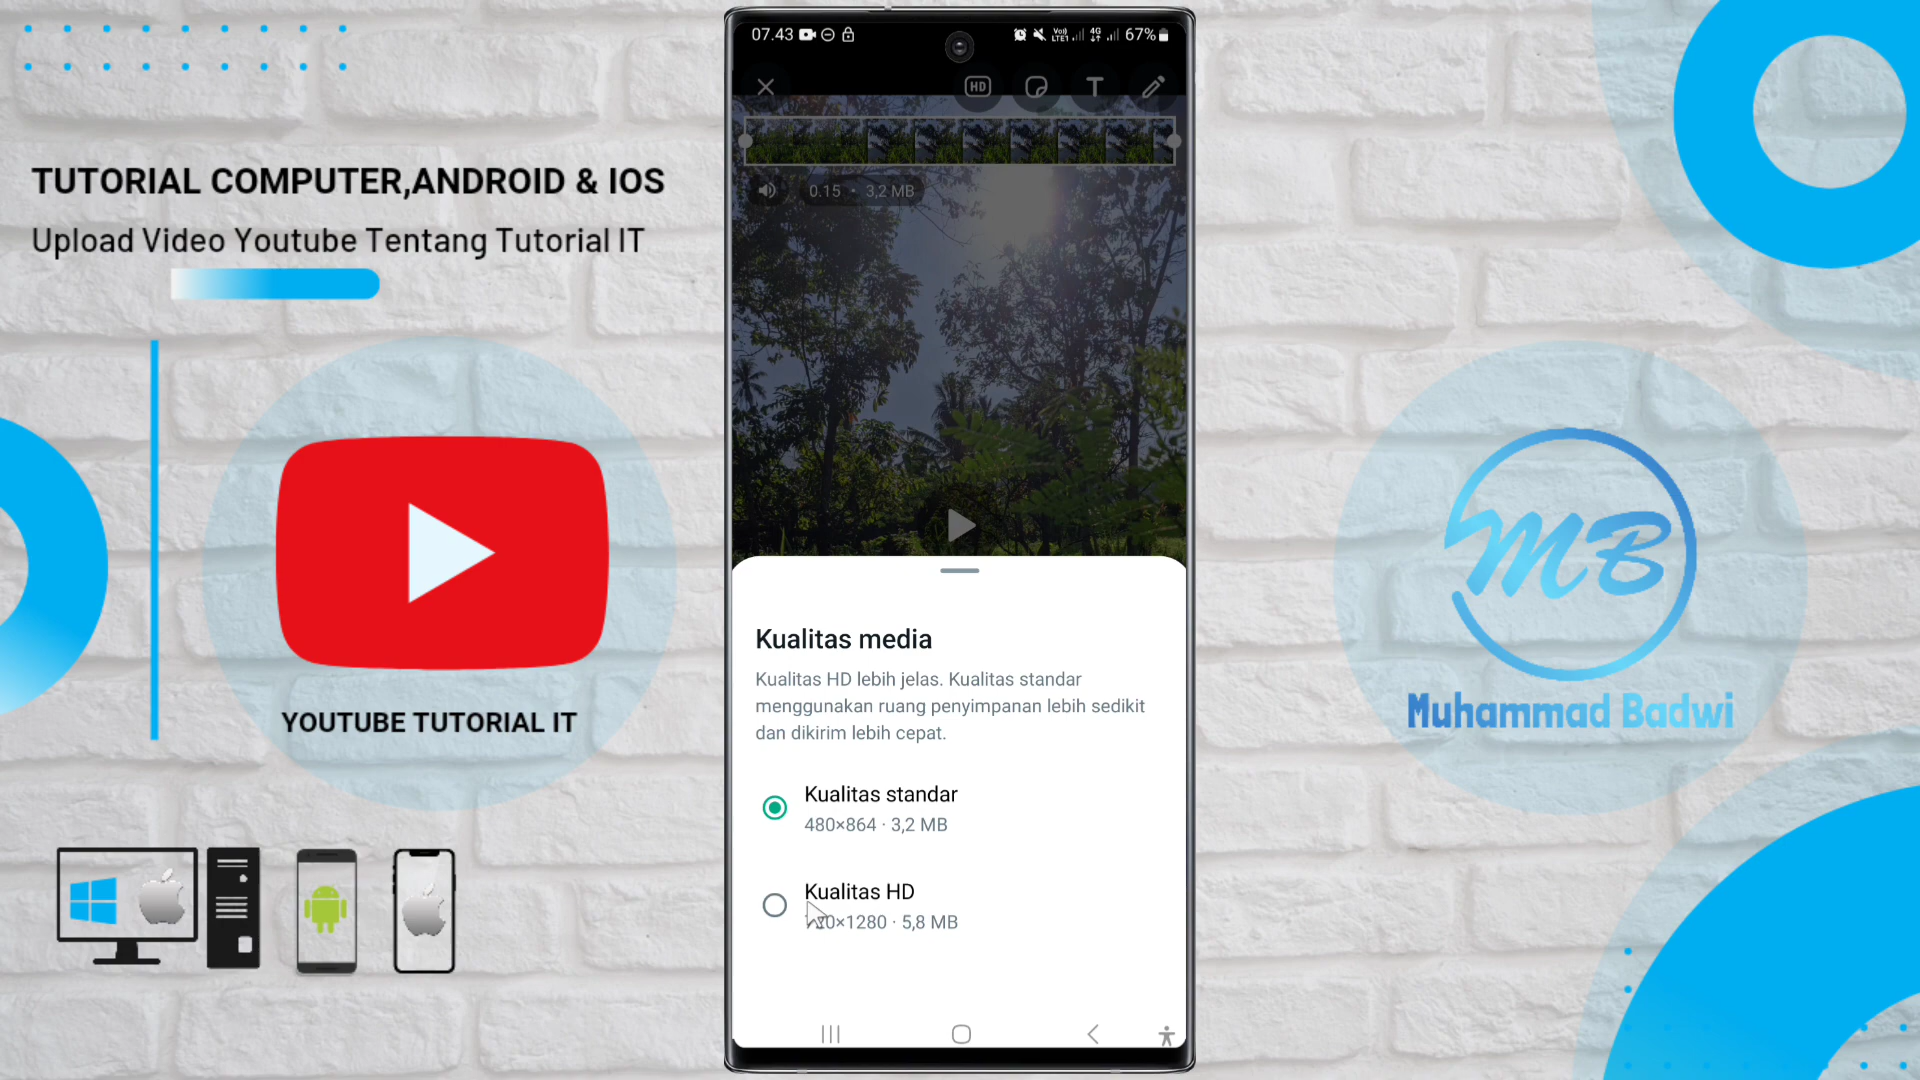 TUTORIAL COMPUTER,ANDROID & IOS
Upload Video Youtube Tentang Tutorial IT
YOUTUBE TUTORIAL IT
07.43
67%
HD
T
0.15 · 3,2 MB
Kualitas media
Kualitas HD lebih jelas. Kualitas standar
menggunakan ruang penyimpanan lebih sedikit
dan dikirim lebih cepat.
Kualitas standar
480×864 · 3,2 MB
Kualitas HD
720×1280 · 5,8 MB
MB
Muhammad Badwi